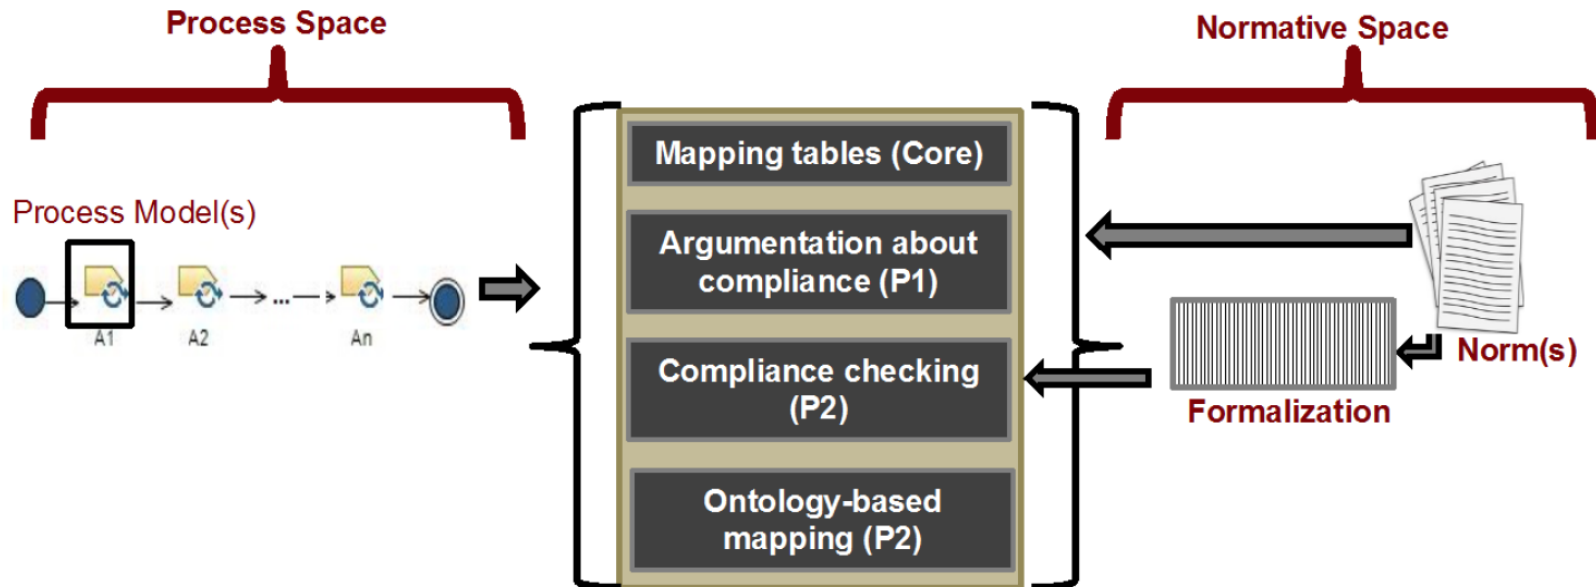 Process Space
Normative Space
Process Model(s)
A1
A2
...
An
Mapping tables (Core)
Argumentation about
compliance (P1)
Compliance checking
(P2)
Ontology-based
mapping (P2)
Norm(s)
Formalization